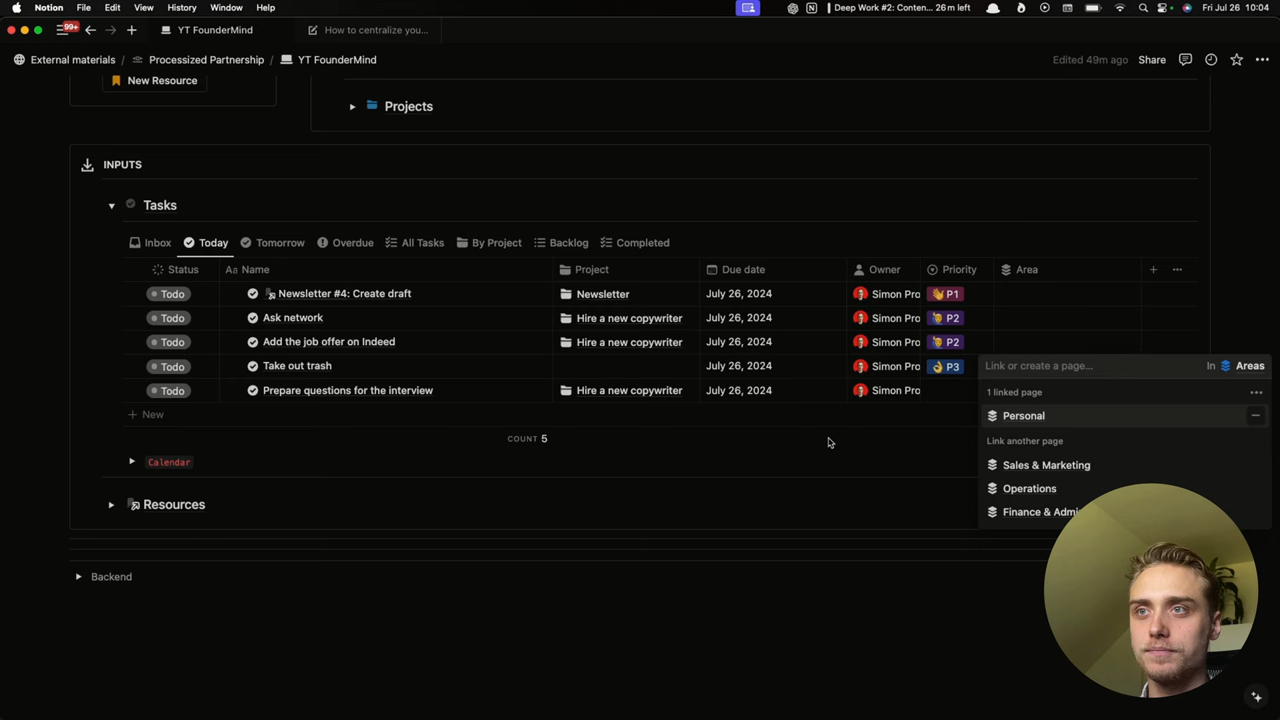 Notion File Edit View History Window Help Deep Work #2: Conten... 26m left Fri Jul 26 10:04
99+ YT FounderMind How to centralize you...
External materials / Processized Partnership / YT FounderMind Edited 49m ago Share
New Resource
Projects
INPUTS
Tasks
Inbox Today Tomorrow Overdue All Tasks By Project Backlog Completed
Status Aa Name Project Due date Owner Priority Area
Todo Newsletter #4: Create draft Newsletter July 26, 2024 Simon Pro P1
Todo Ask network Hire a new copywriter July 26, 2024 Simon Pro P2
Todo Add the job offer on Indeed Hire a new copywriter July 26, 2024 Simon Pro P2
Todo Take out trash July 26, 2024 Simon Pro P3
Link or create a page... In Areas
Todo Prepare questions for the interview Hire a new copywriter July 26, 2024 Simon Pro
1 linked page
New
Personal
COUNT 5
Link another page
Calendar
Sales & Marketing
Operations
Resources
Finance & Admi
Backend